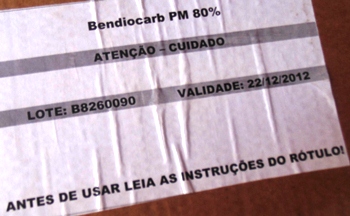 Bendiocarb PM 80%
ATENÇÃO – CUIDADO
LOTE: B8260090 VALIDADE: 22/12/2012
ANTES DE USAR LEIA AS INSTRUÇÕES DO RÓTULO!